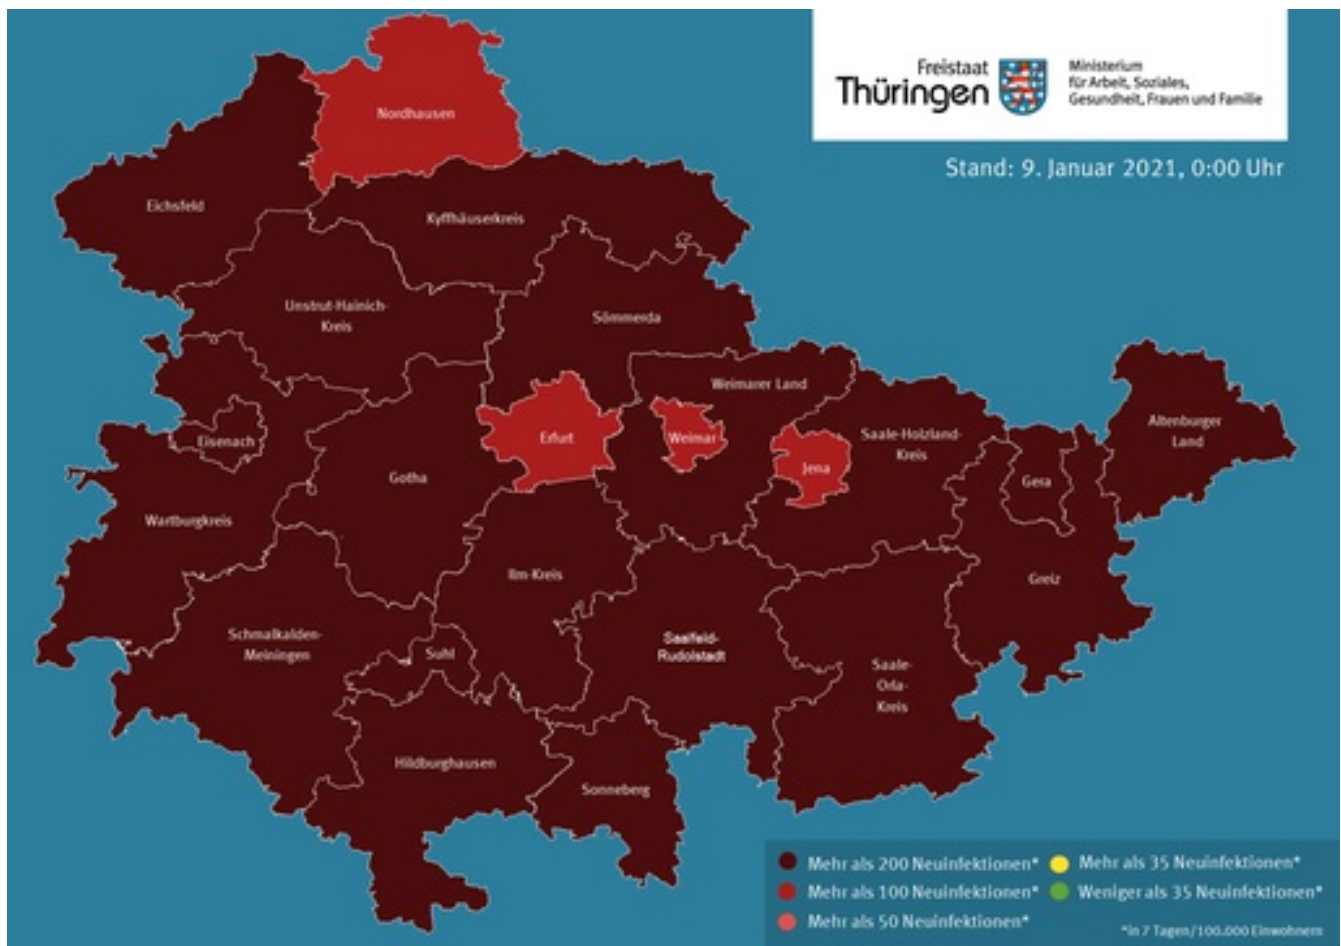 Freistaat
Thüringen
Ministerium
für Arbeit, Soziales,
Gesundheit, Frauen und Familie
Stand: 9. Januar 2021, 0:00 Uhr
Nordhausen
Eichsfeld
Kyffhäuserkreis
Unstrut-Hainich-
Kreis
Sömmerda
Weimarer Land
Altenburger
Land
Eisenach
Erfurt
Weimar
Jena
Saale-Holzland-
Kreis
Gera
Gotha
Wartburgkreis
Ilm-Kreis
Greiz
Schmalkalden-
Meiningen
Suhl
Saalfeld-
Rudolstadt
Saale-
Orla-
Kreis
Hildburghausen
Sonneberg
Mehr als 200 Neuinfektionen*
Mehr als 100 Neuinfektionen*
Mehr als 50 Neuinfektionen*
Mehr als 35 Neuinfektionen*
Weniger als 35 Neuinfektionen*
*in 7 Tagen/100.000 Einwohnern